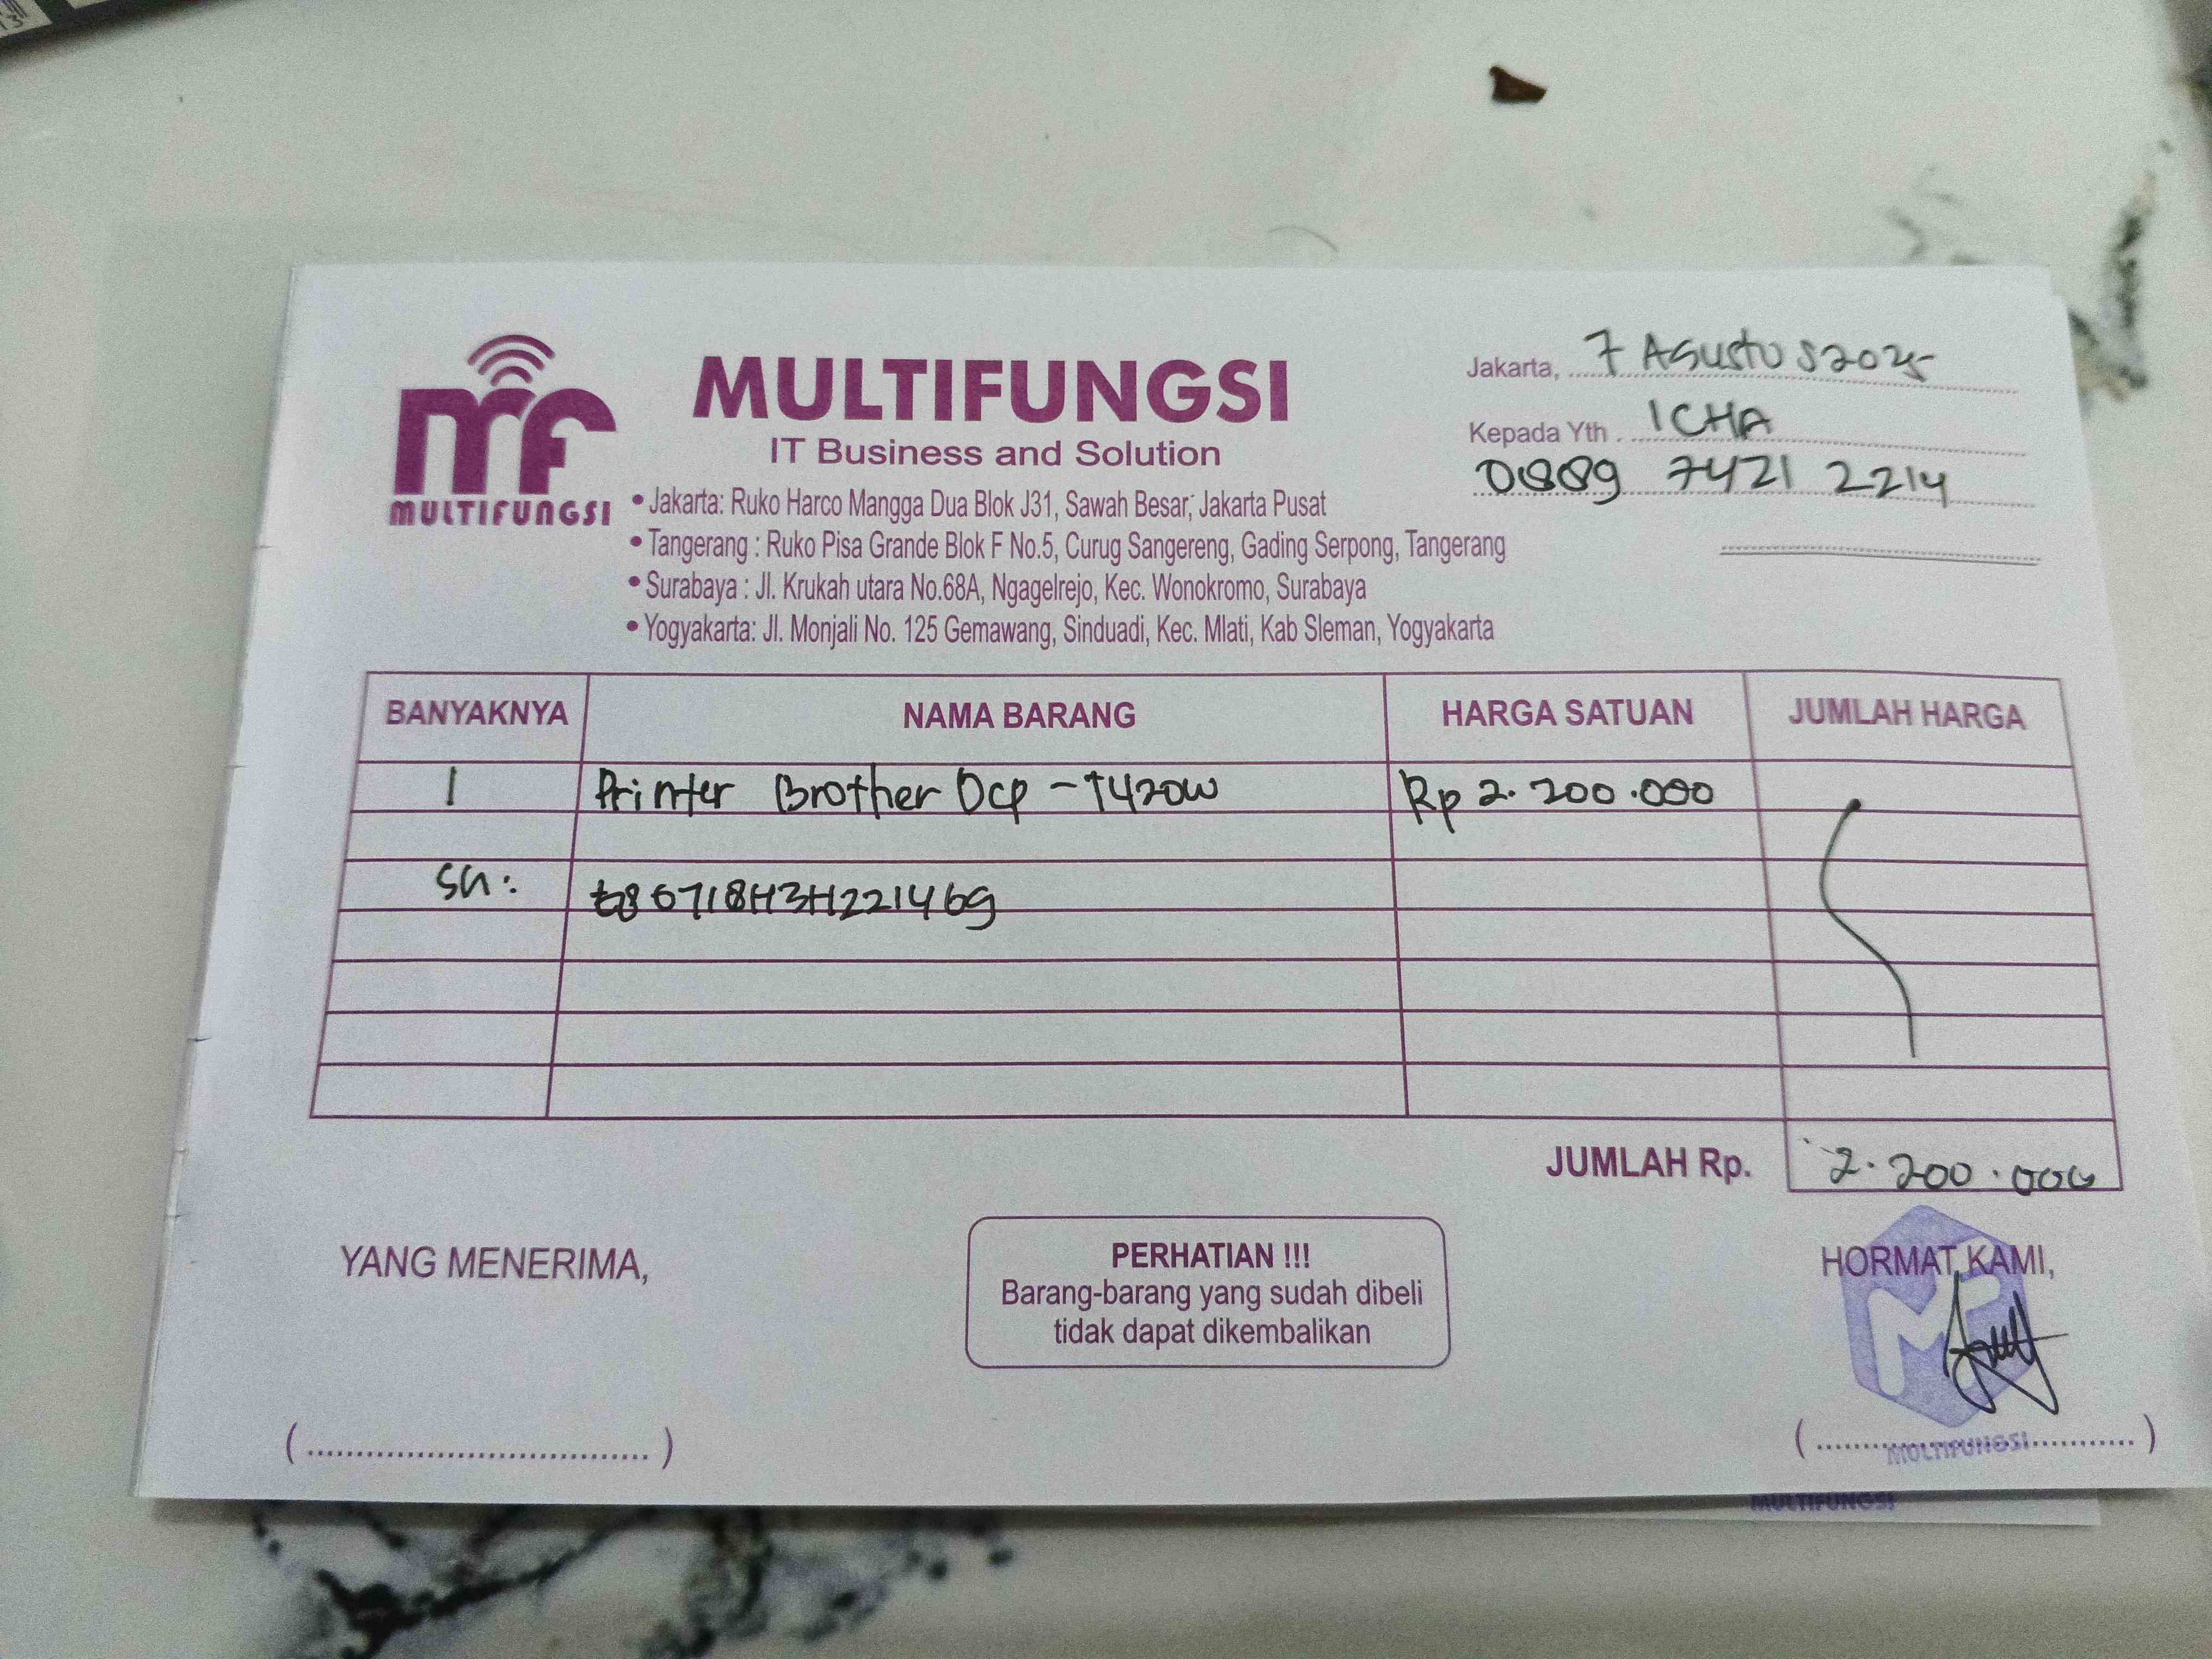 MULTIFUNGSI
MULTIFUNGSI
IT Business and Solution
• Jakarta: Ruko Harco Mangga Dua Blok J31, Sawah Besar, Jakarta Pusat
• Tangerang : Ruko Pisa Grande Blok F No.5, Curug Sangereng, Gading Serpong, Tangerang
• Surabaya : Jl. Krukah utara No.68A, Ngagelrejo, Kec. Wonokromo, Surabaya
• Yogyakarta: Jl. Monjali No. 125 Gemawang, Sinduadi, Kec. Mlati, Kab Sleman, Yogyakarta
Jakarta, 7 Agustus 2025
Kepada Yth . ICHA
0889 7421 2214
BANYAKNYA NAMA BARANG HARGA SATUAN JUMLAH HARGA
1 Printer Brother Dcp - T420W Rp 2.200.000
Sn:
JUMLAH Rp. 2.200.000
YANG MENERIMA,
PERHATIAN !!!
Barang-barang yang sudah dibeli
tidak dapat dikembalikan
HORMAT KAMI,
MULTIFUNGSI
MULTIFUNGSI